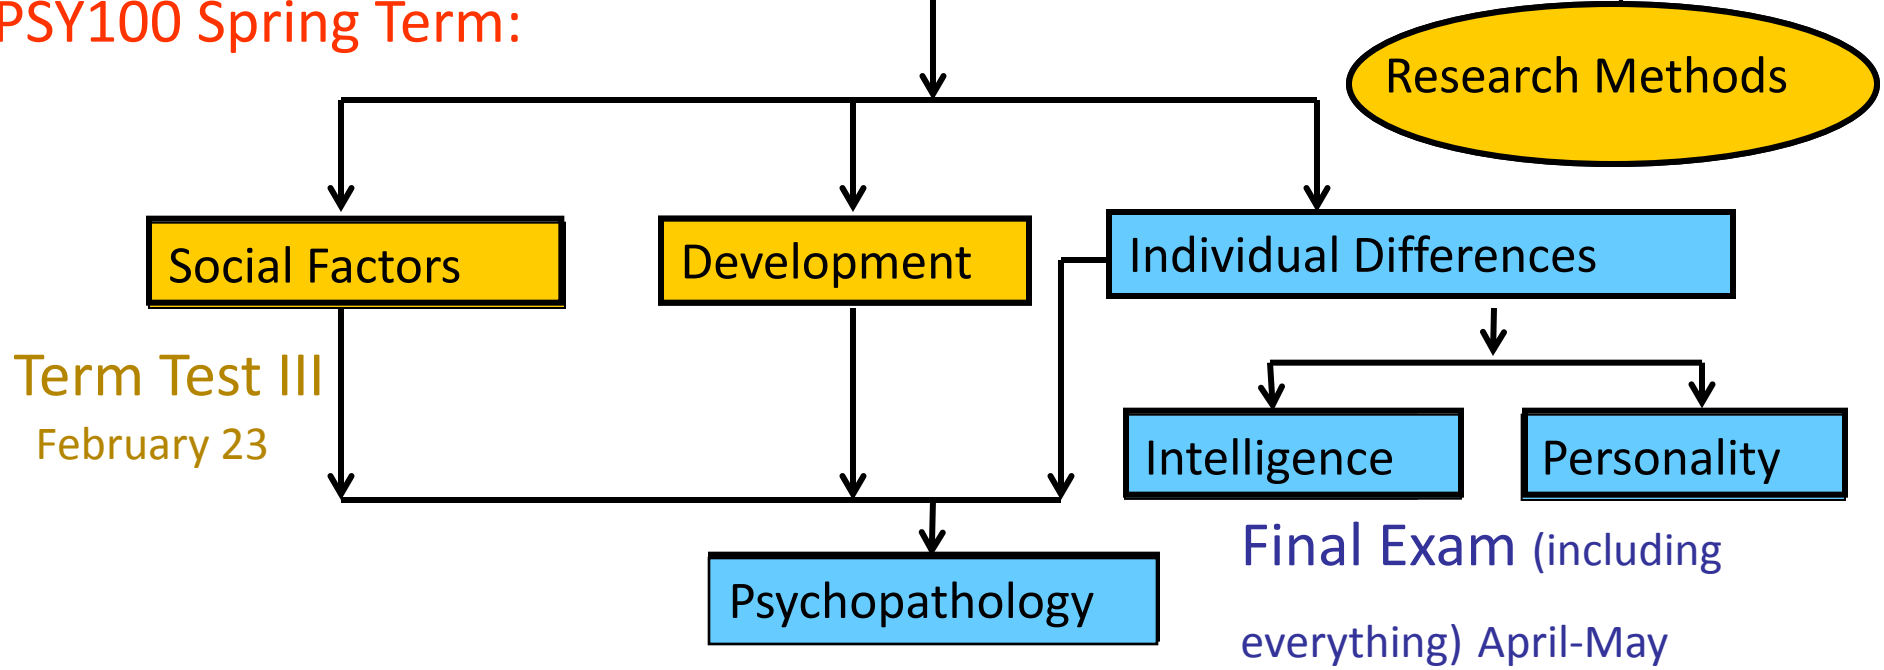 PSY100 Spring Term:
Research Methods
Social Factors
Development
Individual Differences
Term Test III
February 23
Intelligence
Personality
Final Exam (including
everything) April-May
Psychopathology